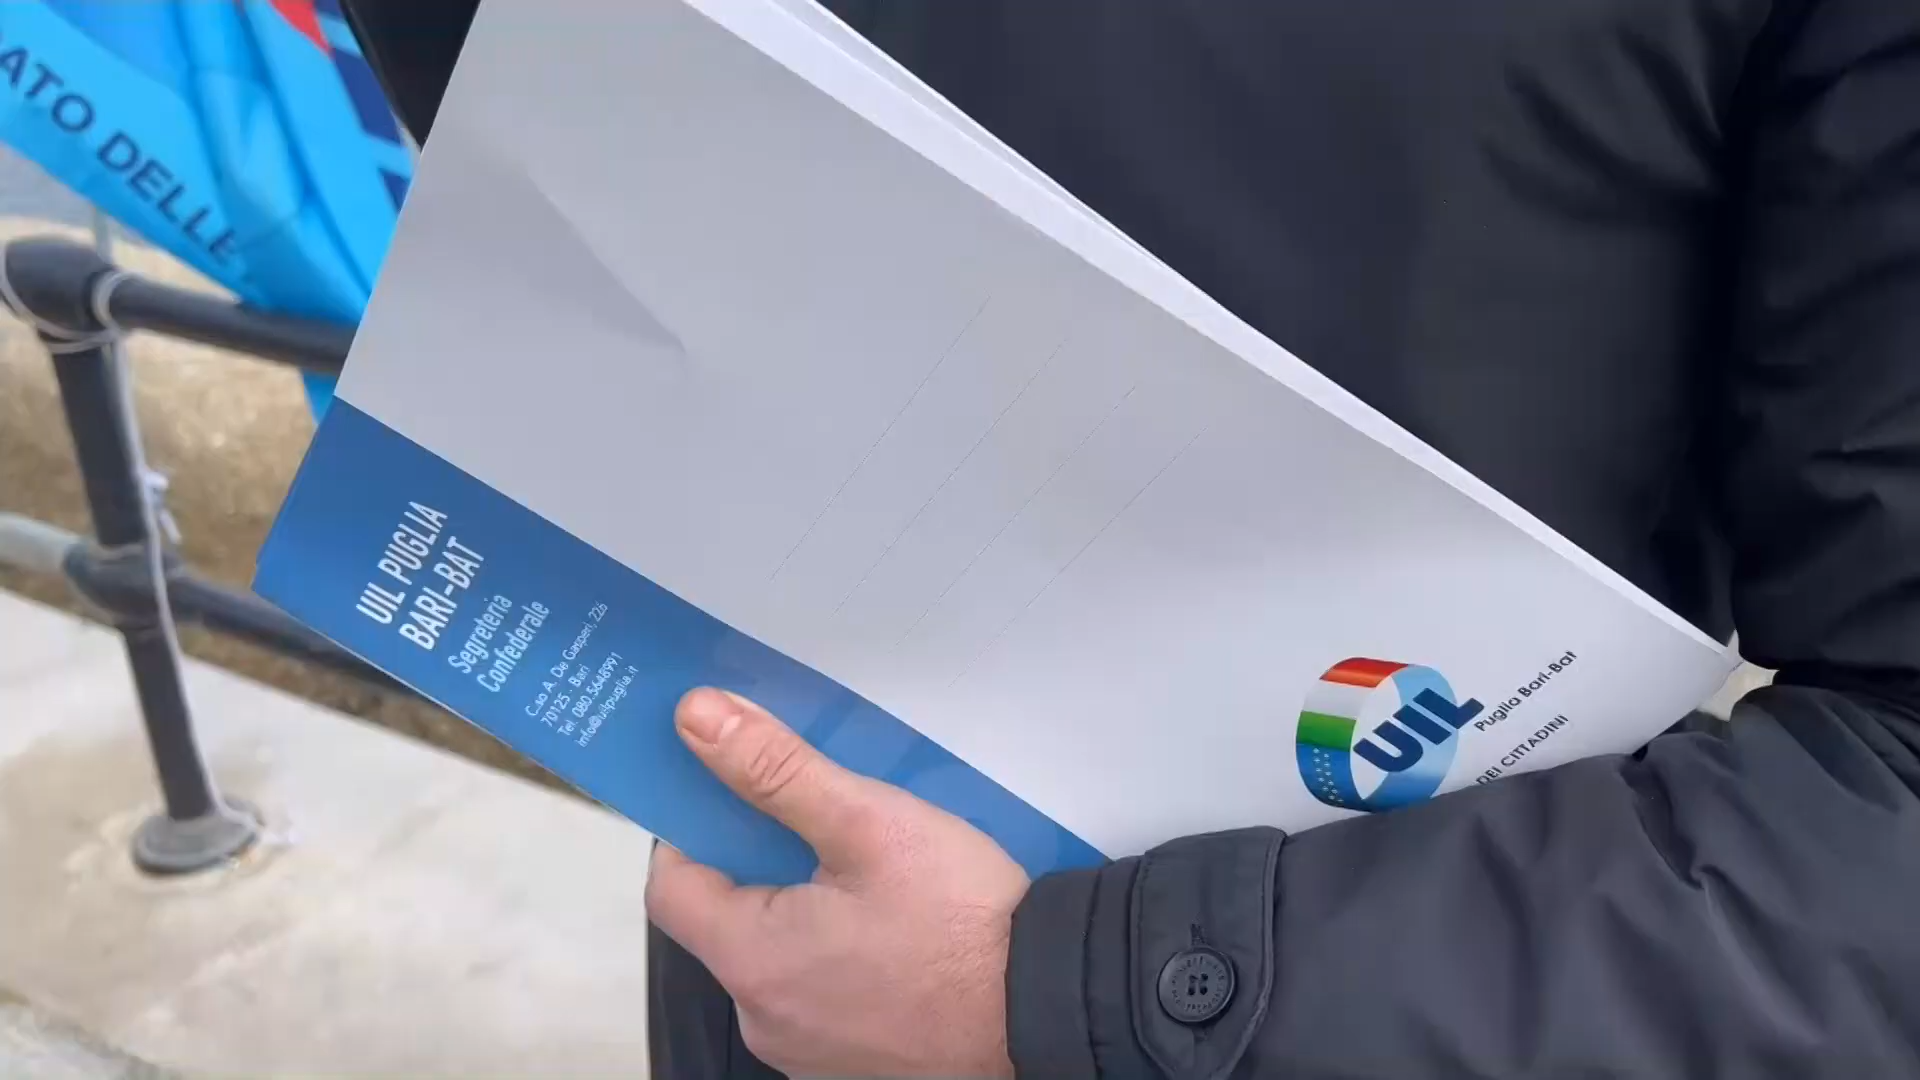 ATO DELLE
UIL PUGLIA
BARI-BAT
Segreteria
Confederale
C.so A. De Gasperi, 226
70125 - Bari
Tel. 080.5648991
info@uilpuglia.it
UIL
Puglia Bari-Bat
DEI CITTADINI